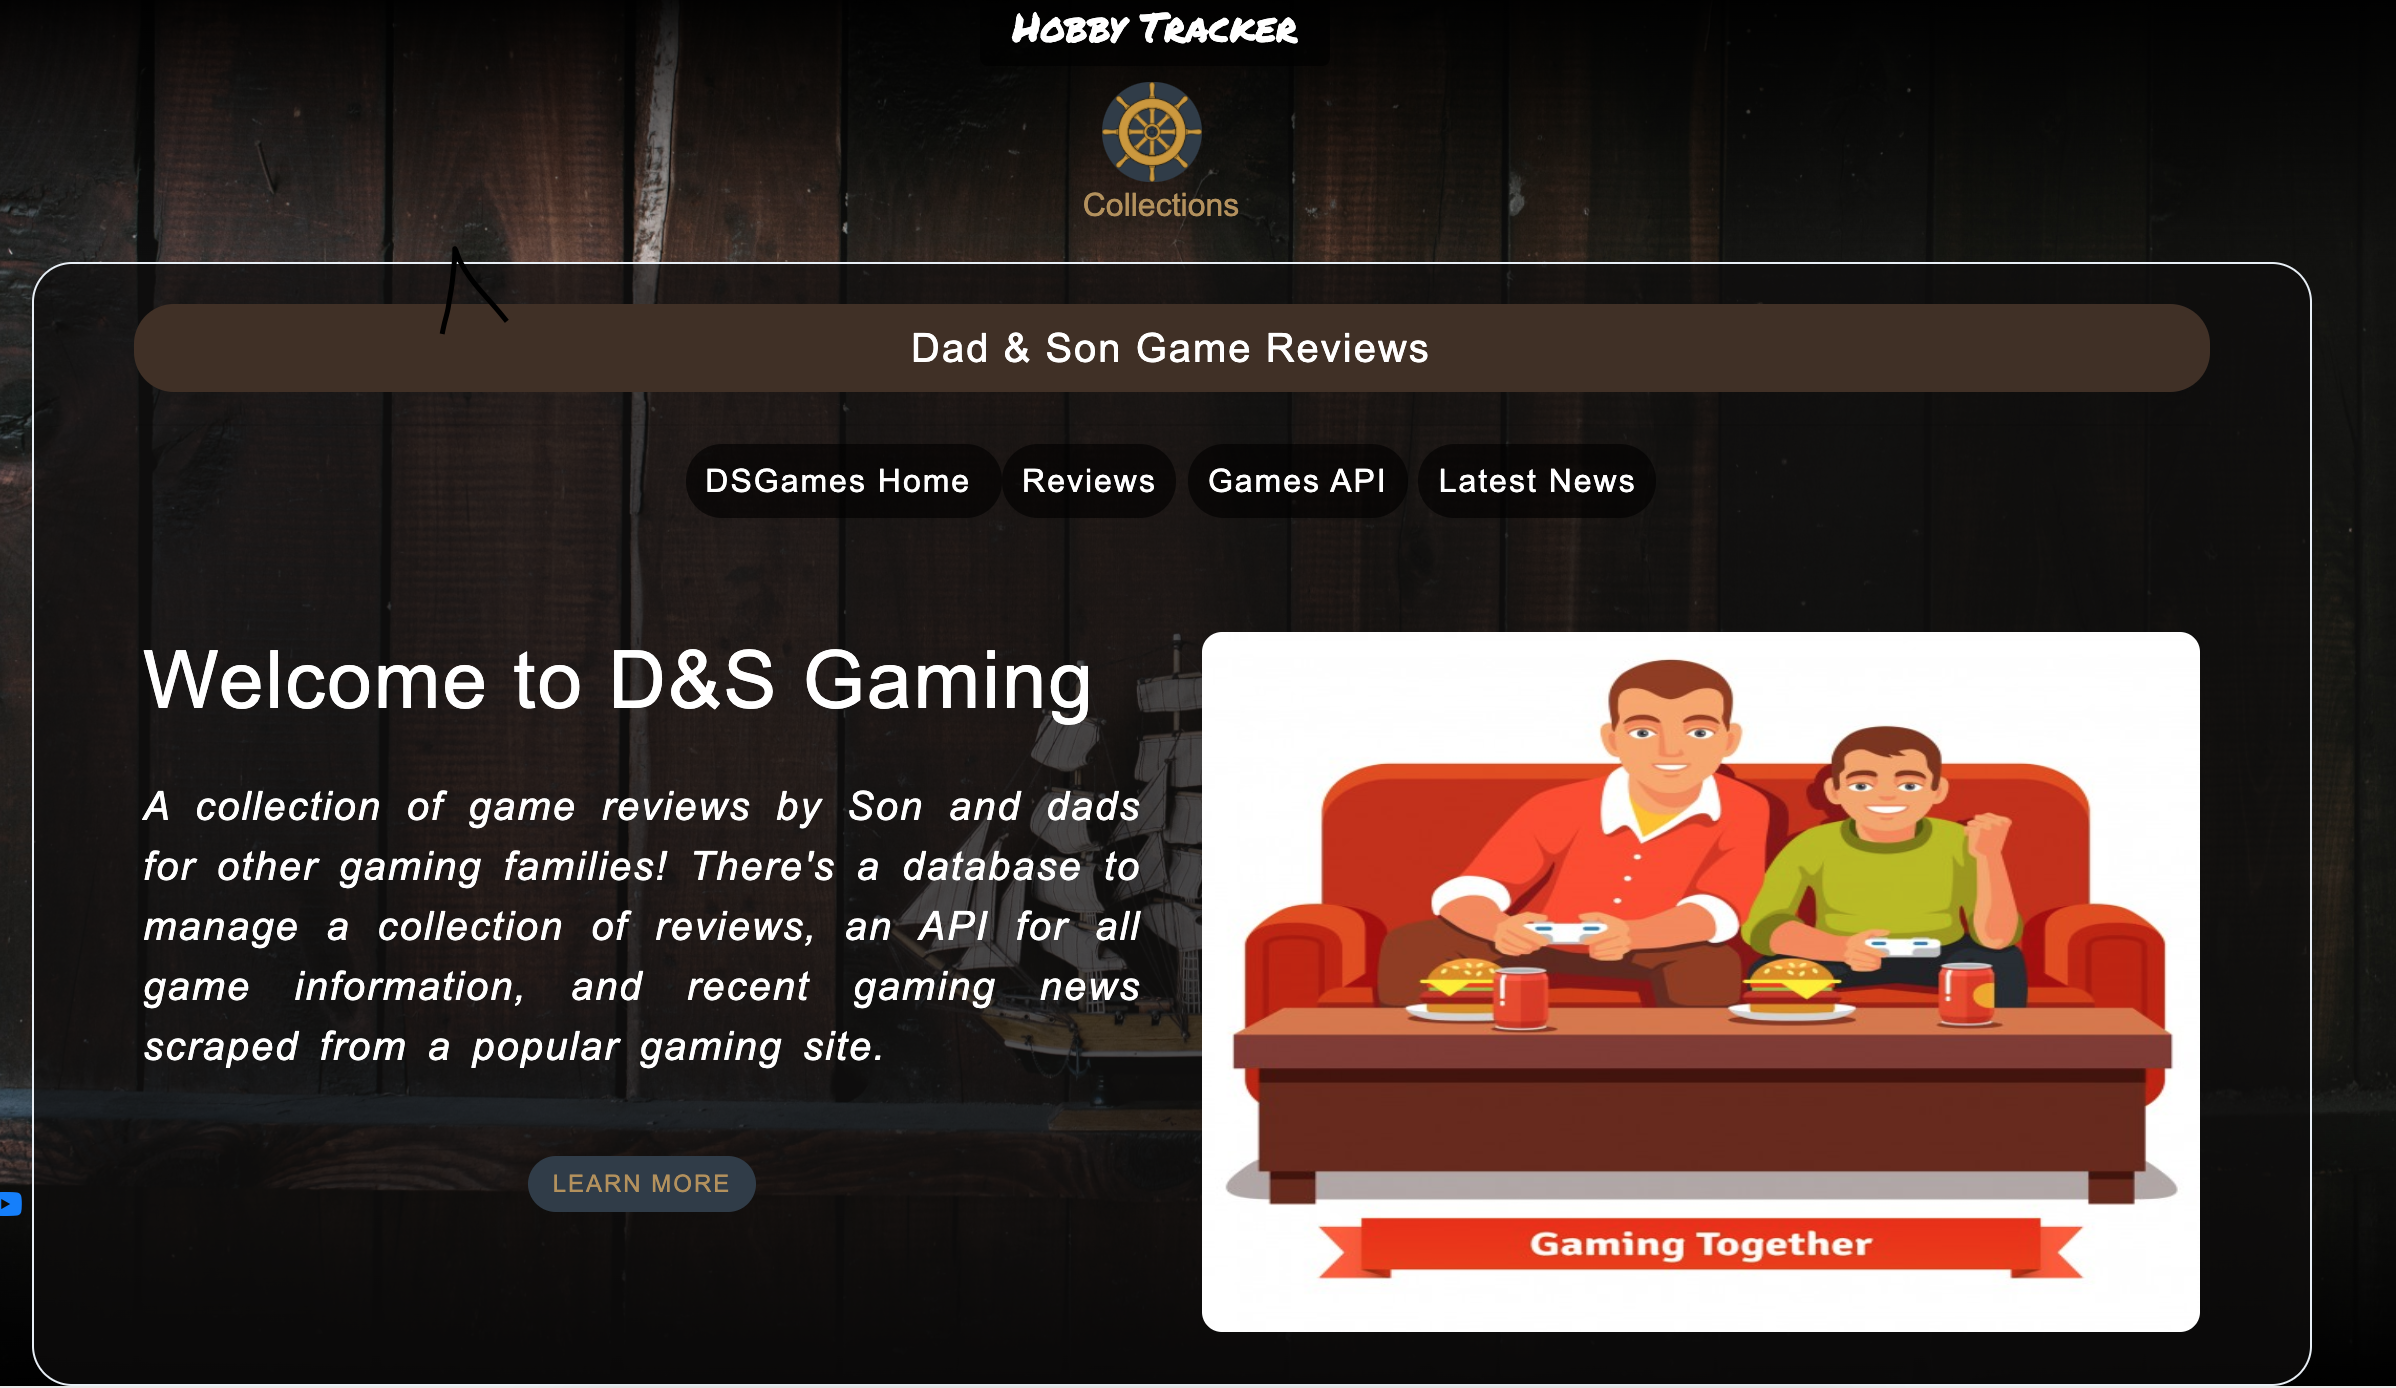 Hobby Tracker
Collections
Dad & Son Game Reviews
DSGames Home Reviews Games API Latest News
Welcome to D&S Gaming
A collection of game reviews by Son and dads
for other gaming families! There's a database to
manage a collection of reviews, an API for all
game information, and recent gaming news
scraped from a popular gaming site.
LEARN MORE
Gaming Together